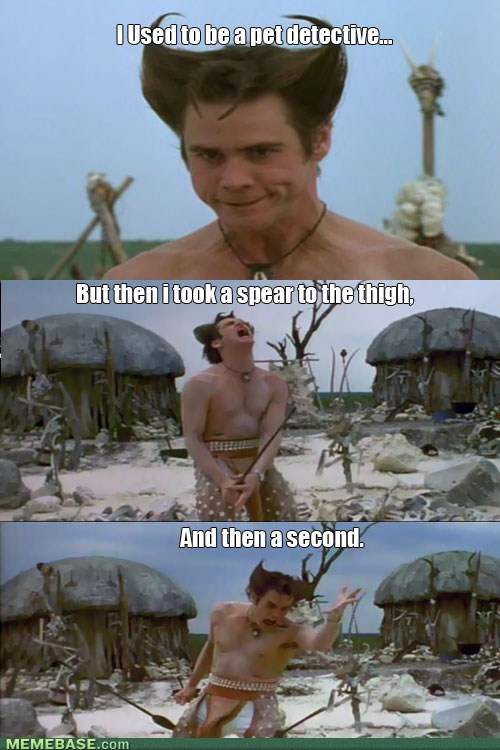 I Used to be a pet detective...
But then i took a spear to the thigh,
And then a second.
MEMEBASE.com